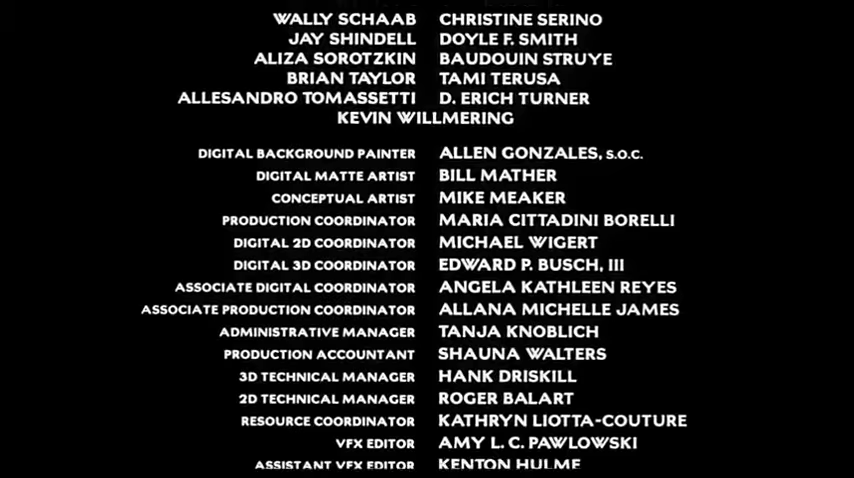 WALLY SCHAAB CHRISTINE SERINO
JAY SHINDELL DOYLE F. SMITH
ALIZA SOROTZKIN BAUDOUIN STRUYE
BRIAN TAYLOR TAMI TERUSA
ALLESANDRO TOMASSETTI D. ERICH TURNER
KEVIN WILLMERING
DIGITAL BACKGROUND PAINTER ALLEN GONZALES, S.O.C.
DIGITAL MATTE ARTIST BILL MATHER
CONCEPTUAL ARTIST MIKE MEAKER
PRODUCTION COORDINATOR MARIA CITTADINI BORELLI
DIGITAL 2D COORDINATOR MICHAEL WIGERT
DIGITAL 3D COORDINATOR EDWARD P. BUSCH, III
ASSOCIATE DIGITAL COORDINATOR ANGELA KATHLEEN REYES
ASSOCIATE PRODUCTION COORDINATOR ALLANA MICHELLE JAMES
ADMINISTRATIVE MANAGER TANJA KNOBLICH
PRODUCTION ACCOUNTANT SHAUNA WALTERS
3D TECHNICAL MANAGER HANK DRISKILL
2D TECHNICAL MANAGER ROGER BALART
RESOURCE COORDINATOR KATHRYN LIOTTA-COUTURE
VFX EDITOR AMY L. C. PAWLOWSKI
ASSISTANT VFX EDITOR KENTON HULME